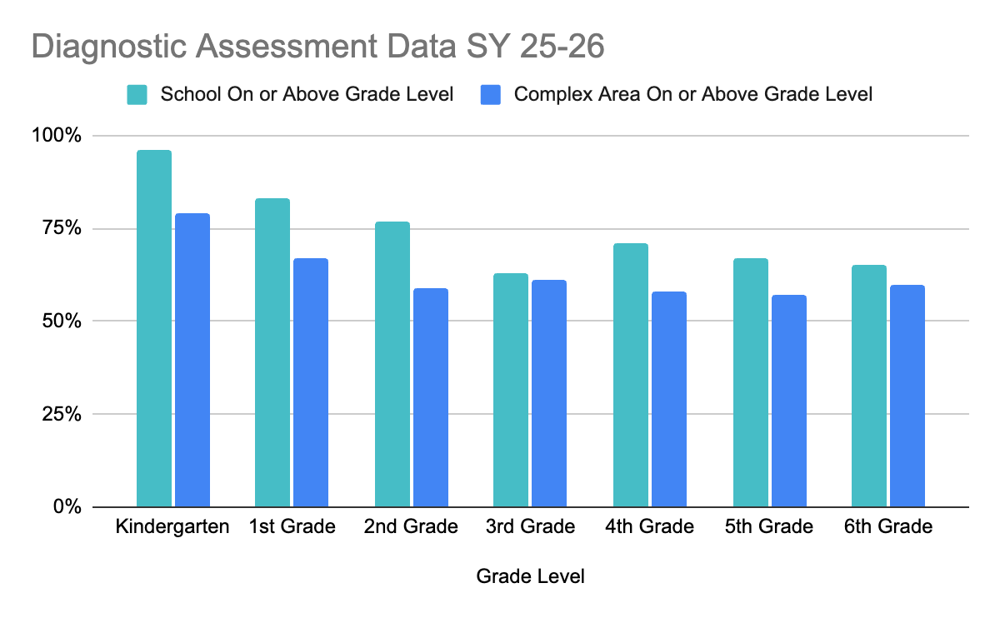 Diagnostic Assessment Data SY 25-26
School On or Above Grade Level Complex Area On or Above Grade Level
100%
75%
50%
25%
0%
Kindergarten 1st Grade 2nd Grade 3rd Grade 4th Grade 5th Grade 6th Grade
Grade Level